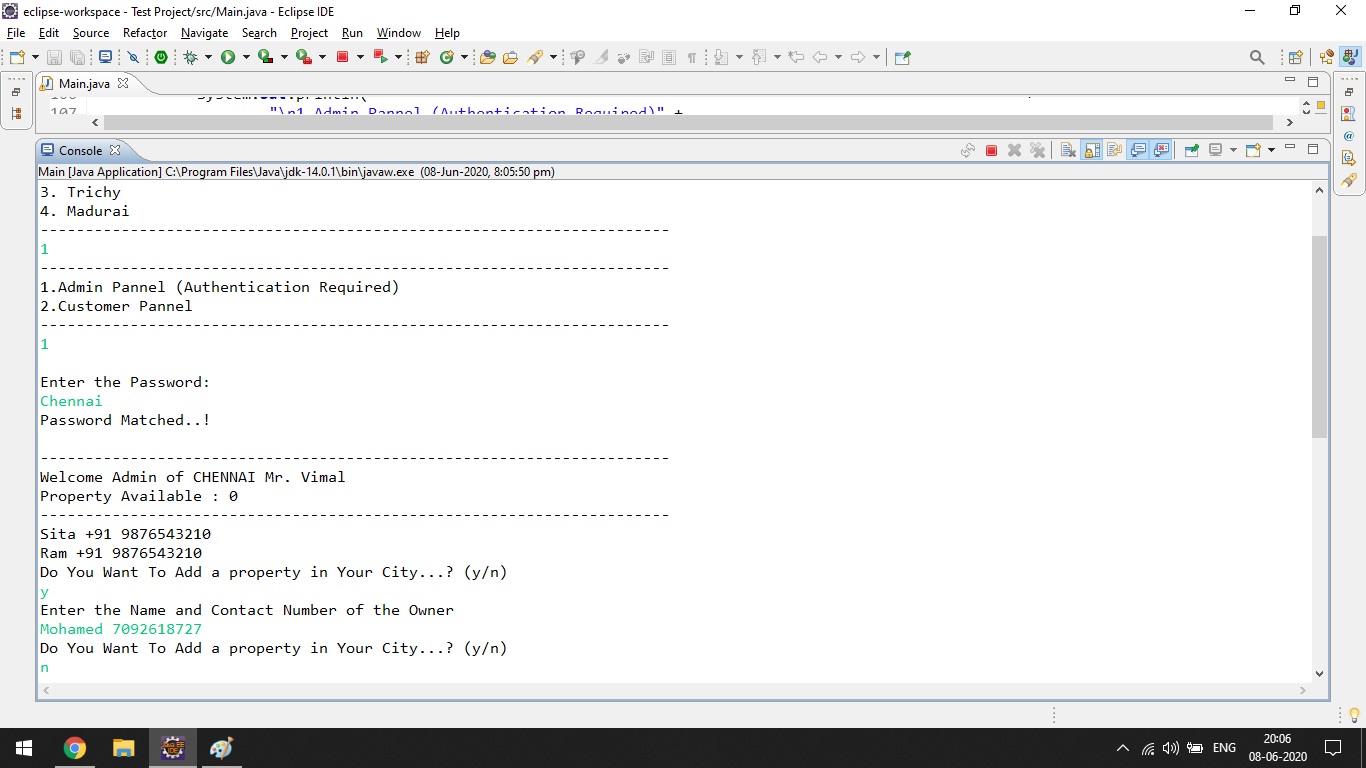 eclipse-workspace - Test Project/src/Main.java - Eclipse IDE
File Edit Source Refactor Navigate Search Project Run Window Help
Main.java
107 "\n1.Admin Pannel (Authentication Required)" +
Console
Main [Java Application] C:\Program Files\Java\jdk-14.0.1\bin\javaw.exe (08-Jun-2020, 8:05:50 pm)
3. Trichy
4. Madurai
----------------------------------------------------------------------
1
----------------------------------------------------------------------
1.Admin Pannel (Authentication Required)
2.Customer Pannel
----------------------------------------------------------------------
1
Enter the Password:
Chennai
Password Matched..!
----------------------------------------------------------------------
Welcome Admin of CHENNAI Mr. Vimal
Property Available : 0
----------------------------------------------------------------------
Sita +91 9876543210
Ram +91 9876543210
Do You Want To Add a property in Your City...? (y/n)
y
Enter the Name and Contact Number of the Owner
Mohamed 7092618727
Do You Want To Add a property in Your City...? (y/n)
n
ENG
20:06
08-06-2020